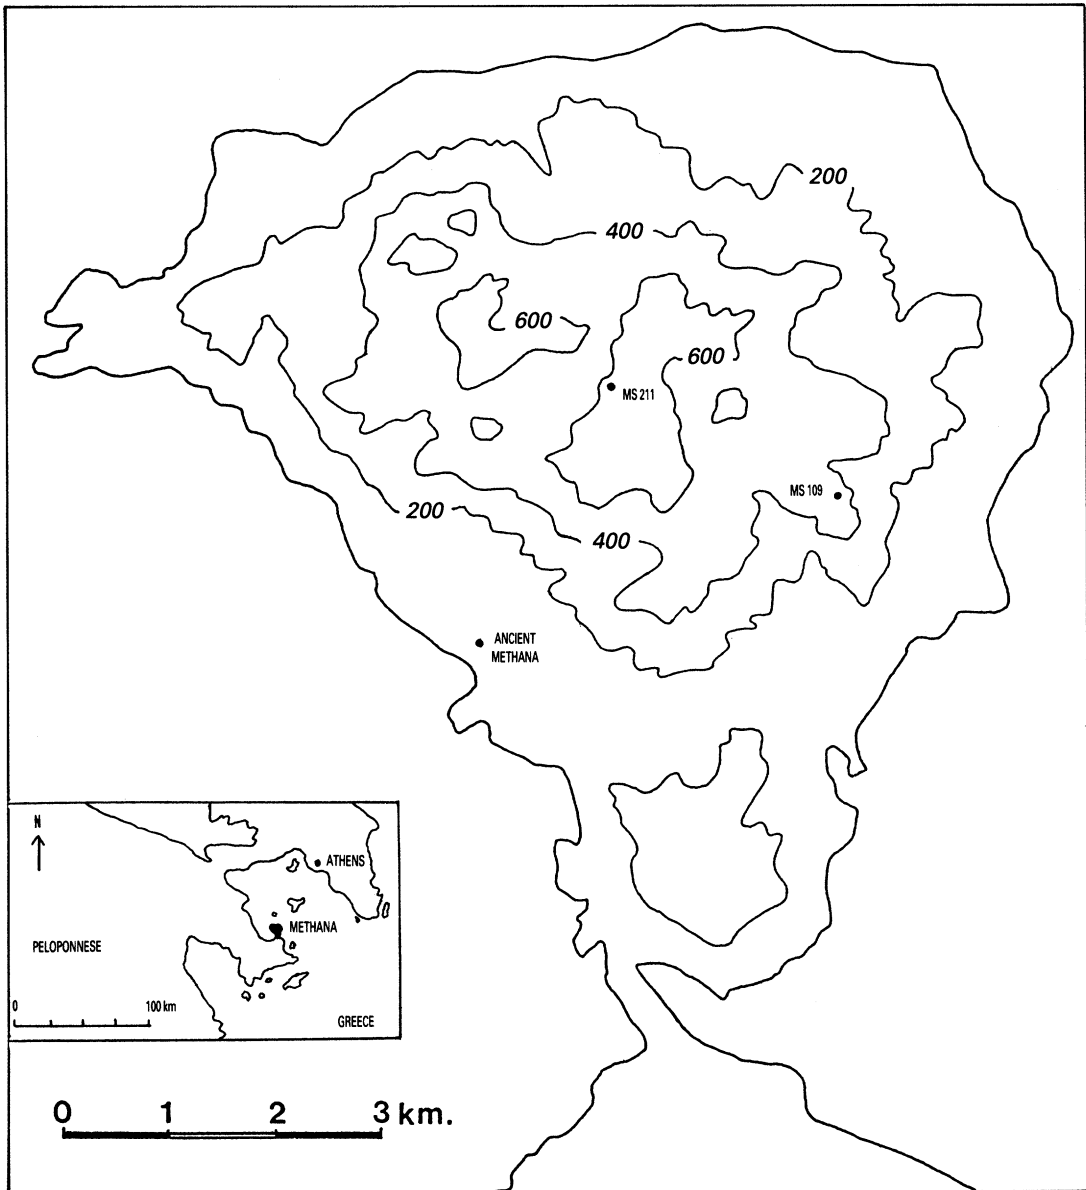 200
400
600
600
MS 211
MS 109
200
400
ANCIENT
METHANA
N
ATHENS
METHANA
PELOPONNESE
0 100 km
GREECE
0 1 2 3 km.